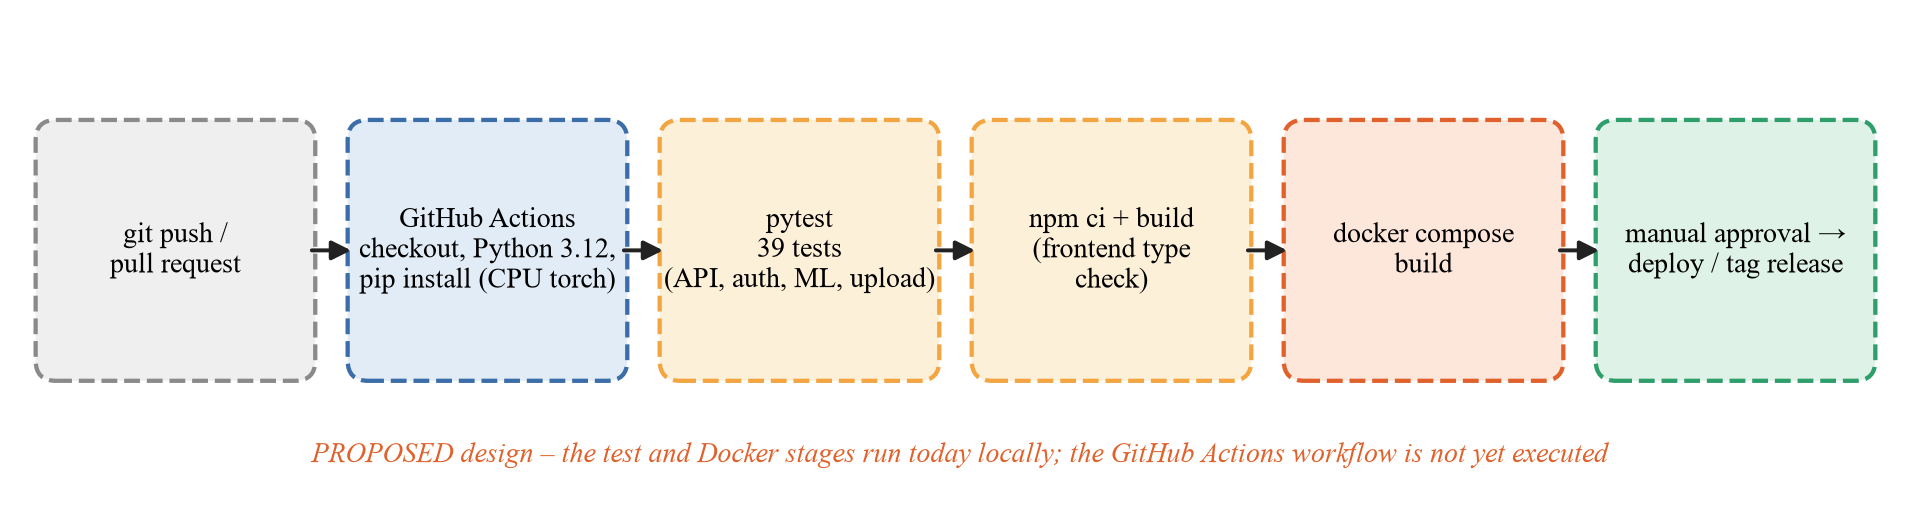 git push /
pull request
GitHub Actions
checkout, Python 3.12,
pip install (CPU torch)
pytest
39 tests
(API, auth, ML, upload)
npm ci + build
(frontend type
check)
docker compose
build
manual approval →
deploy / tag release
PROPOSED design – the test and Docker stages run today locally; the GitHub Actions workflow is not yet executed